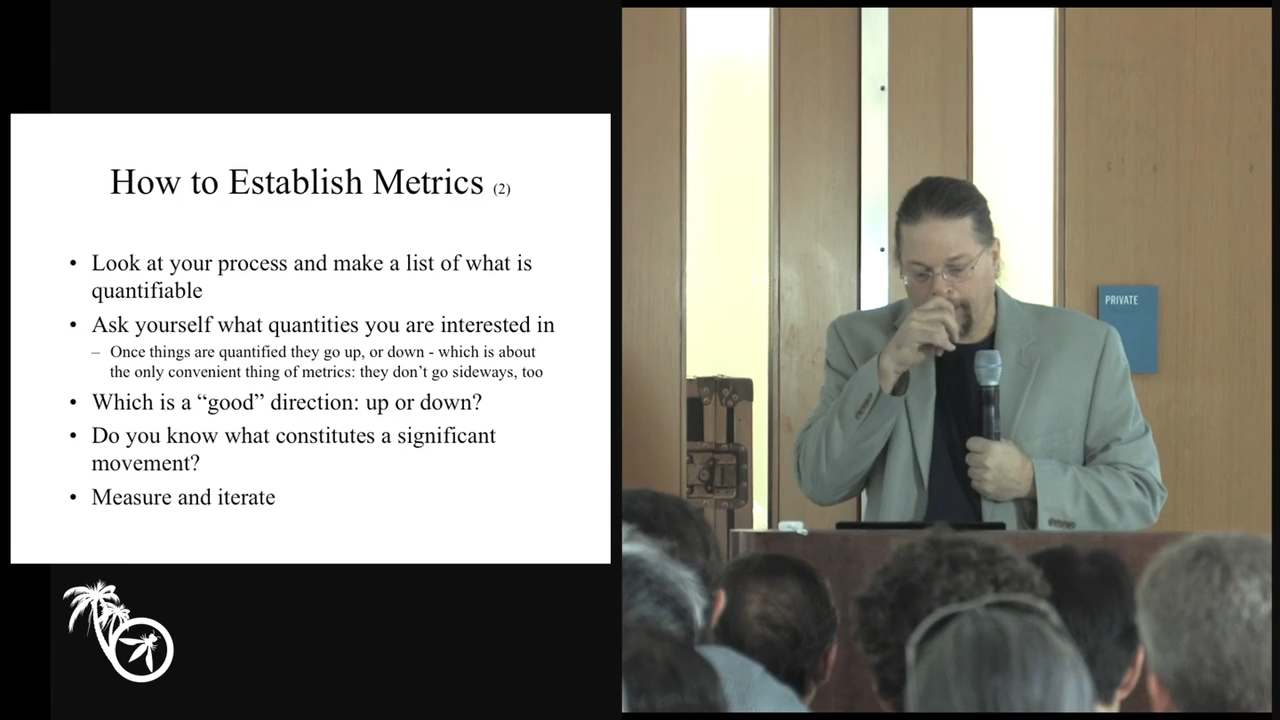 How to Establish Metrics (2)
• Look at your process and make a list of what is
quantifiable
• Ask yourself what quantities you are interested in
– Once things are quantified they go up, or down - which is about
the only convenient thing of metrics: they don’t go sideways, too
• Which is a “good” direction: up or down?
• Do you know what constitutes a significant
movement?
• Measure and iterate
PRIVATE